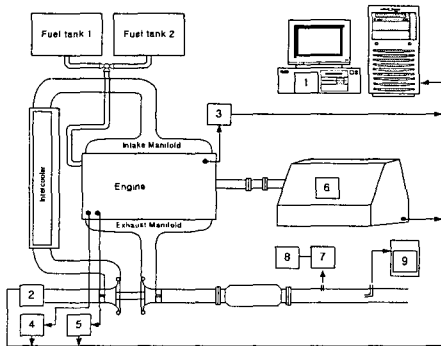 Fuel tank 1
Fuel tank 2
1
3
Intake Manifold
Intercooler
Engine
6
Exhaust Manifold
8
7
9
2
4
5